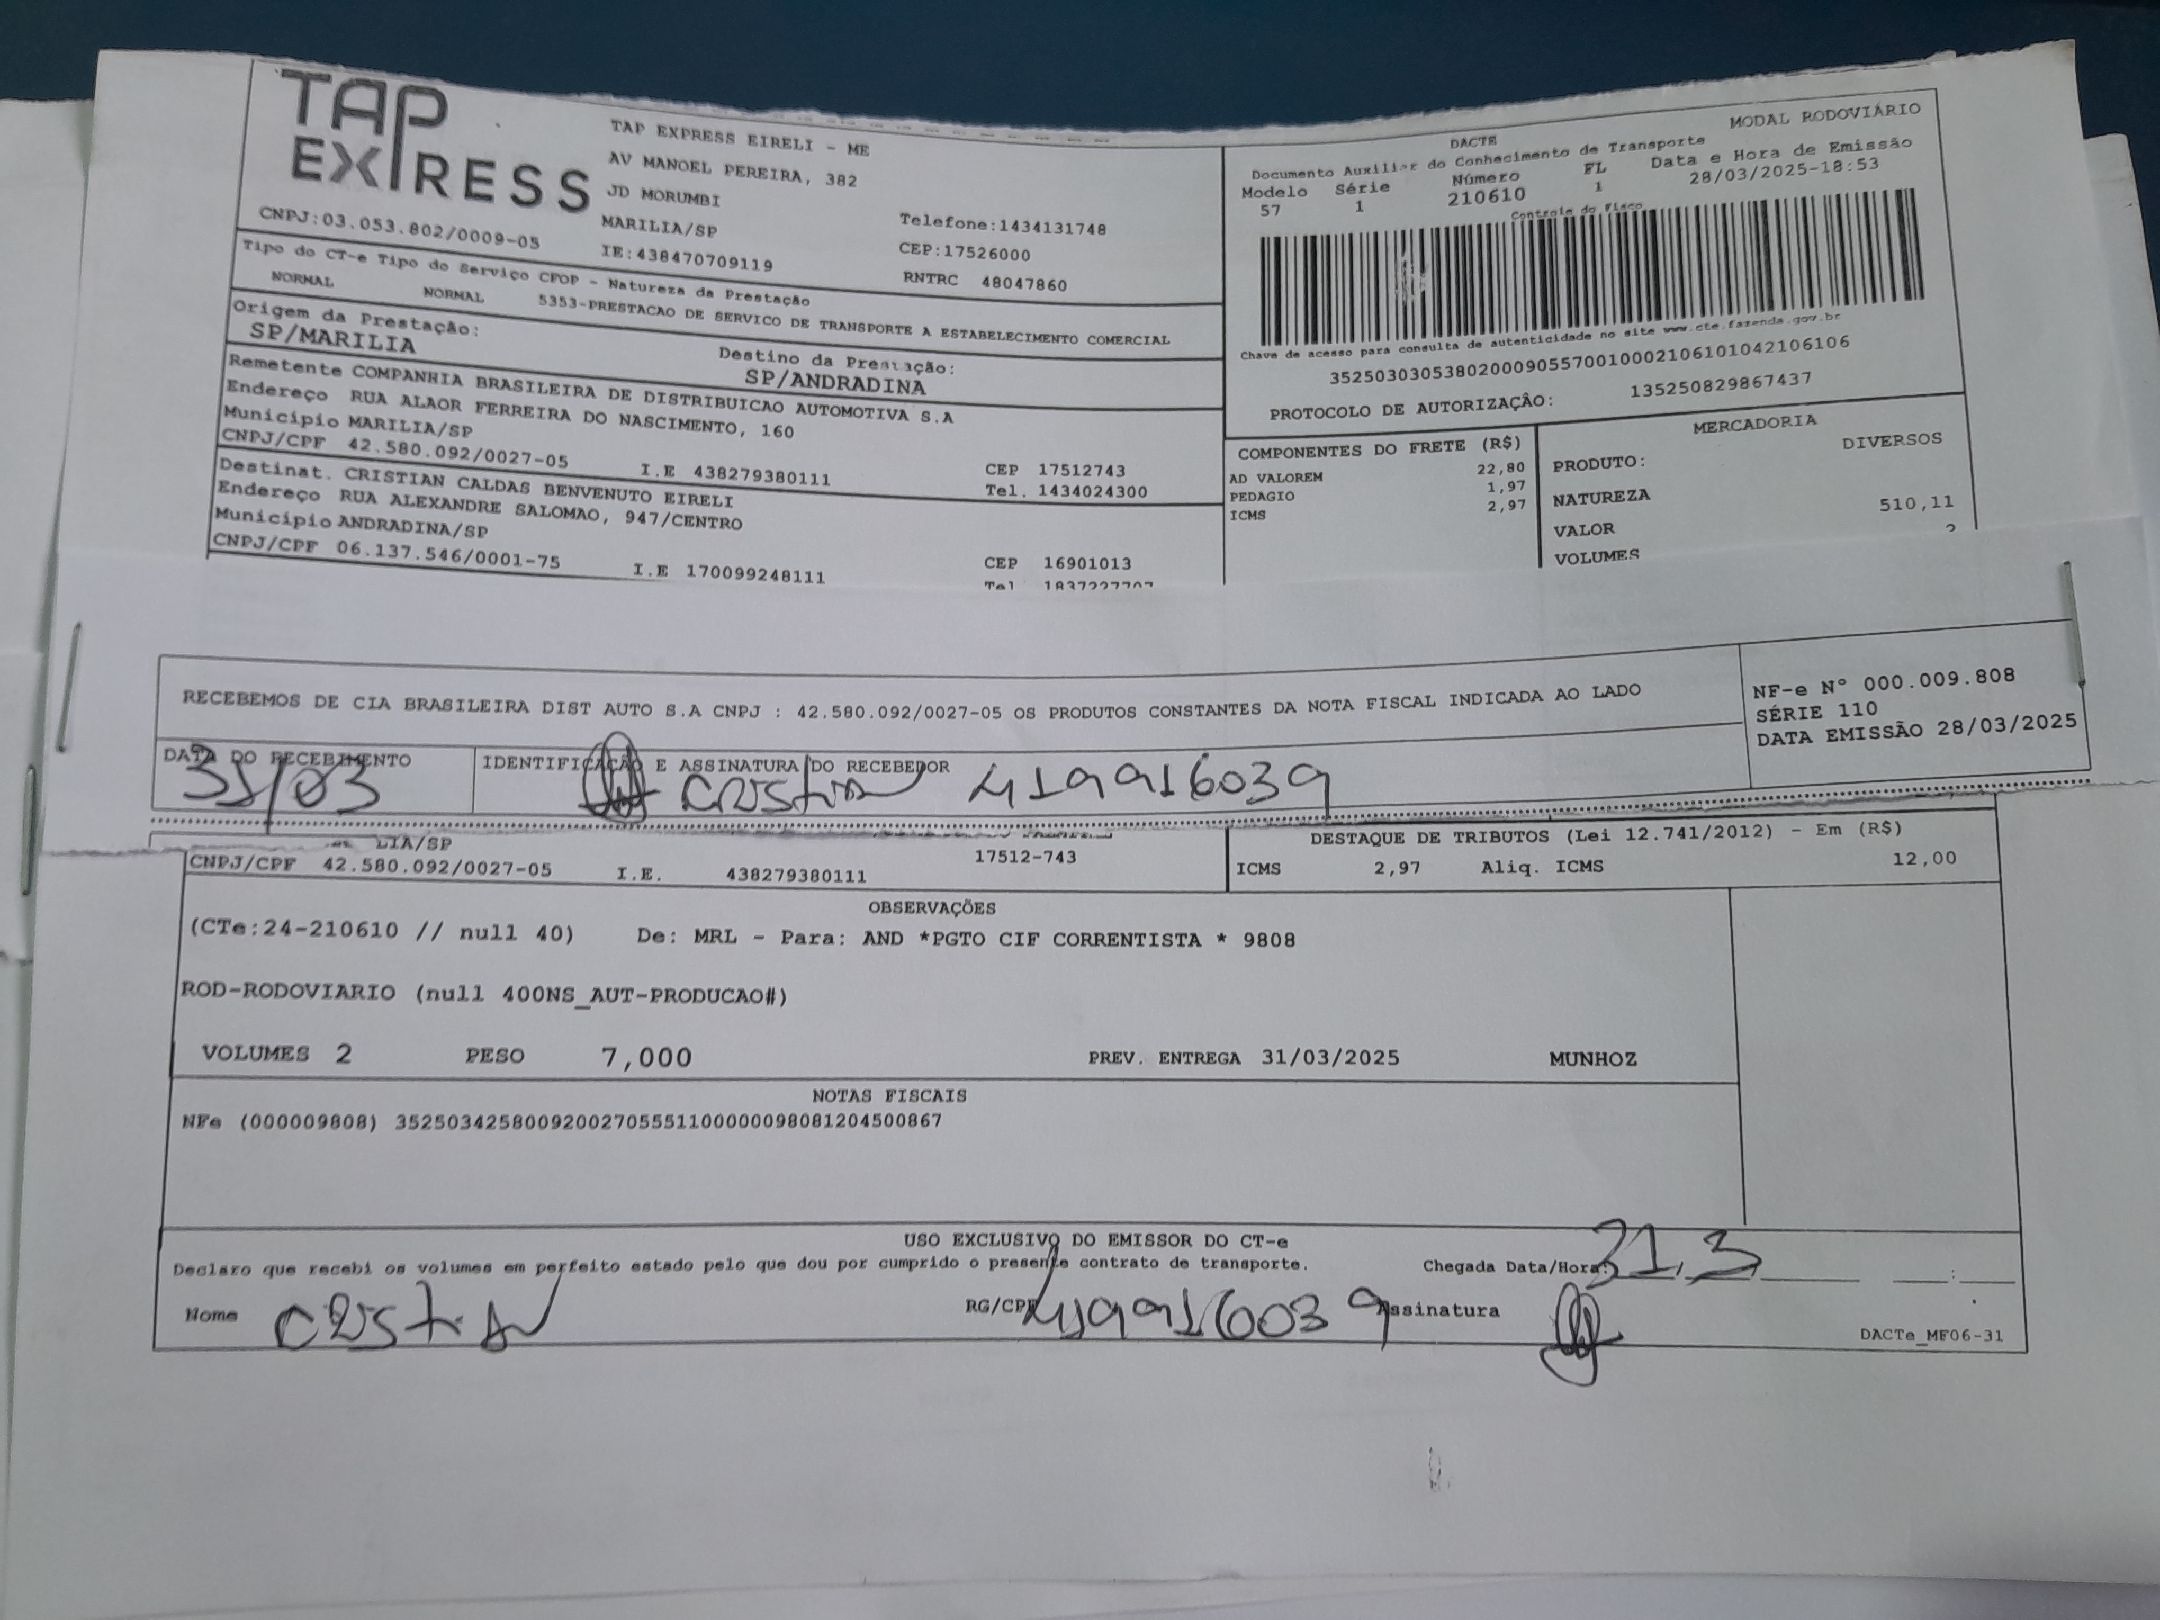 TAP
EXPRESS
CNPJ:03.053.802/0009-05
TAP EXPRESS EIRELI - ME
AV MANOEL PEREIRA, 382
JD MORUMBI
MARILIA/SP Telefone:1434131748
IE:438470709119 CEP:17526000
RNTRC 48047860
Tipo do CT-e Tipo do Serviço CFOP - Natureza da Prestação
NORMAL NORMAL 5353-PRESTACAO DE SERVICO DE TRANSPORTE A ESTABELECIMENTO COMERCIAL
Origem da Prestação: Destino da Prestação:
SP/MARILIA SP/ANDRADINA
Remetente COMPANHIA BRASILEIRA DE DISTRIBUICAO AUTOMOTIVA S.A
Endereço RUA ALAOR FERREIRA DO NASCIMENTO, 160
Municipio MARILIA/SP CEP 17512743
CNPJ/CPF 42.580.092/0027-05 I.E 438279380111 Tel. 1434024300
Destinat. CRISTIAN CALDAS BENVENUTO EIRELI
Endereço RUA ALEXANDRE SALOMAO, 947/CENTRO
Municipio ANDRADINA/SP CEP 16901013
CNPJ/CPF 06.137.546/0001-75 I.E 170099248111 Tel
MODAL RODOVIÁRIO
DACTE
Documento Auxiliar do Conhecimento de Transporte Data e Hora de Emissão
Modelo Série Número FL 28/03/2025-18:53
57 1 210610 1
Controle do Fisco
Chave de acesso para consulta de autenticidade no site www.cte.fazenda.gov.br
35250303053802000905570010002106101042106106
PROTOCOLO DE AUTORIZAÇÃO: 135250829867437
COMPONENTES DO FRETE (R$)
AD VALOREM 22,80
PEDAGIO 1,97
ICMS 2,97
MERCADORIA
PRODUTO: DIVERSOS
NATUREZA
VALOR 510,11
VOLUMES 2
RECEBEMOS DE CIA BRASILEIRA DIST AUTO S.A CNPJ : 42.580.092/0027-05 OS PRODUTOS CONSTANTES DA NOTA FISCAL INDICADA AO LADO
NF-e Nº 000.009.808
SÉRIE 110
DATA EMISSÃO 28/03/2025
DATA DO RECEBIMENTO IDENTIFICAÇÃO E ASSINATURA DO RECEBEDOR
31/03 CRISTIAN 419916039
LIA/SP 17512-743
CNPJ/CPF 42.580.092/0027-05 I.E. 438279380111
DESTAQUE DE TRIBUTOS (Lei 12.741/2012) - Em (R$)
ICMS 2,97 Aliq. ICMS 12,00
OBSERVAÇÕES
(CTe:24-210610 // null 40) De: MRL - Para: AND *PGTO CIF CORRENTISTA * 9808
ROD-RODOVIARIO (null 400NS_AUT-PRODUCAO#)
VOLUMES 2 PESO 7,000 PREV. ENTREGA 31/03/2025 MUNHOZ
NOTAS FISCAIS
NFe (000009808) 35250342580092002705551100000098081204500867
USO EXCLUSIVO DO EMISSOR DO CT-e
Declaro que recebi os volumes em perfeito estado pelo que dou por cumprido o presente contrato de transporte. Chegada Data/Hora: 31/3/ :
Nome CRISTIAN RG/CPF 419916039 Assinatura
DACTe_MF06-31